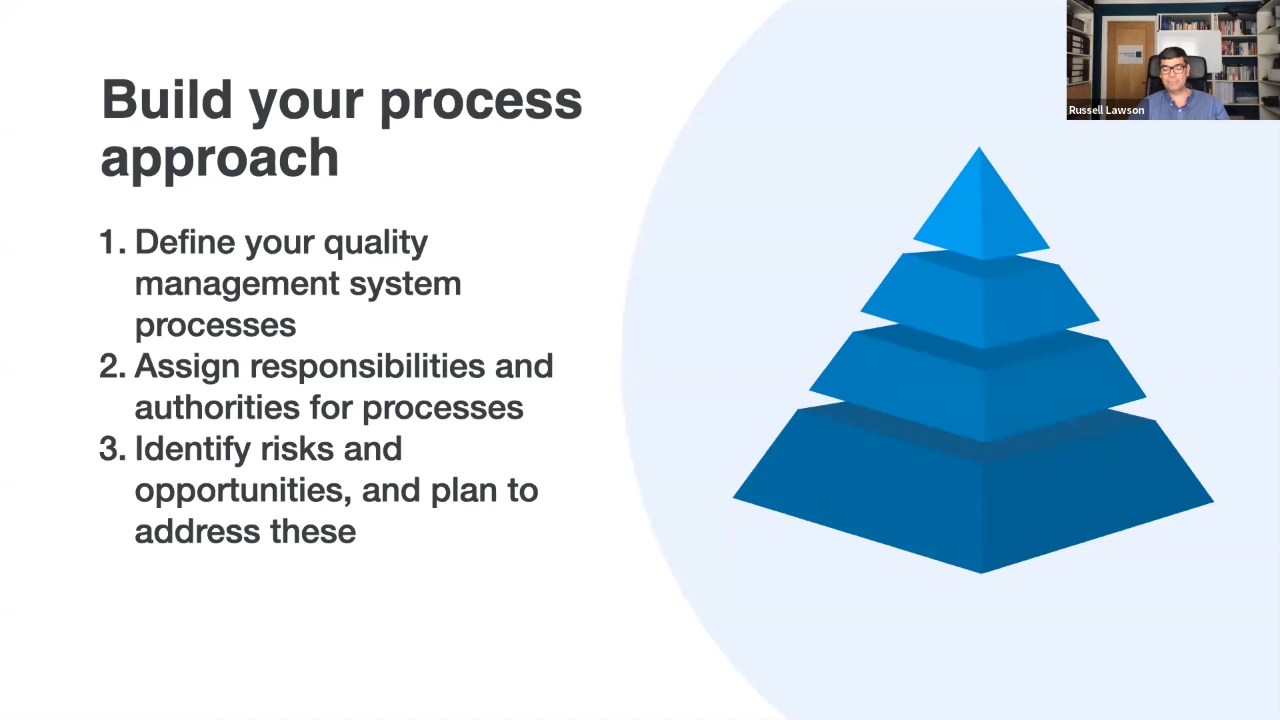 Build your process
approach
1. Define your quality
management system
processes
2. Assign responsibilities and
authorities for processes
3. Identify risks and
opportunities, and plan to
address these
Russell Lawson